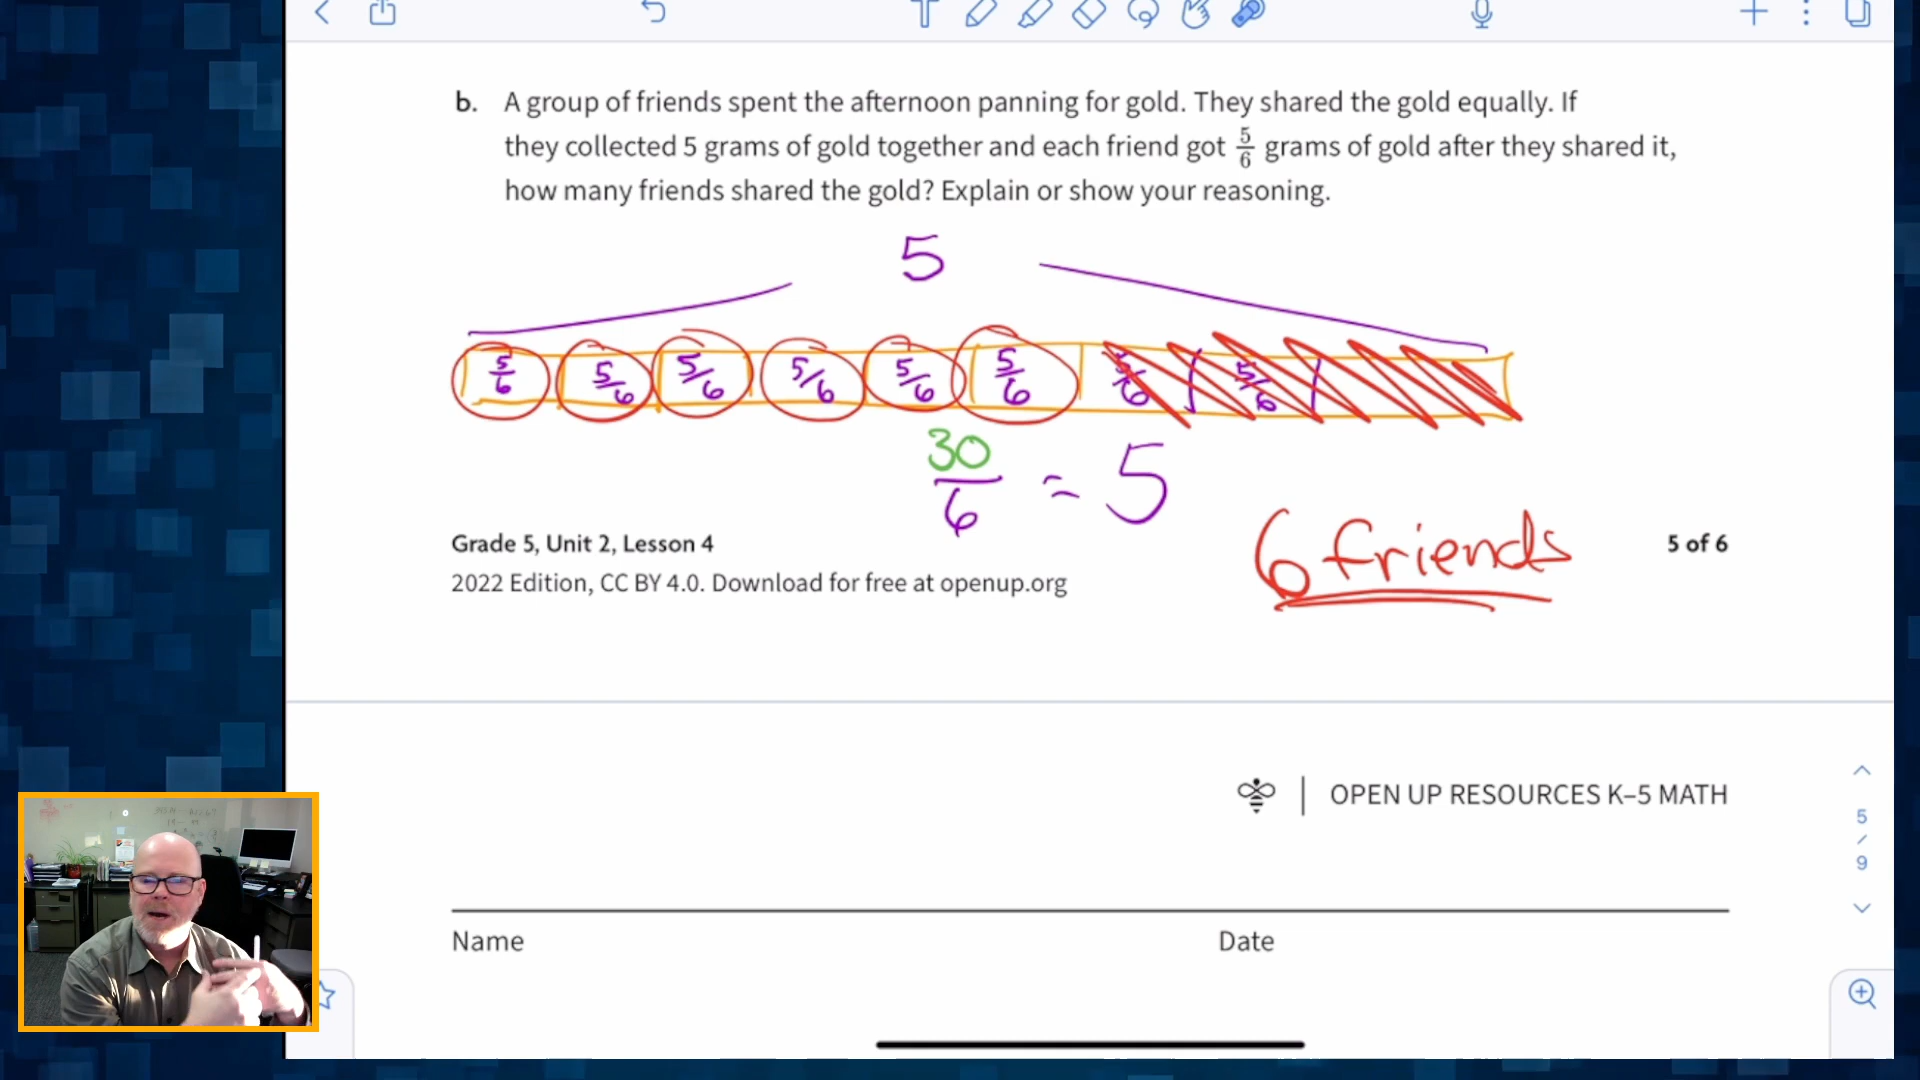 b. A group of friends spent the afternoon panning for gold. They shared the gold equally. If
they collected 5 grams of gold together and each friend got 5/6 grams of gold after they shared it,
how many friends shared the gold? Explain or show your reasoning.
5
5/6 5/6 5/6 5/6 5/6 5/6 5/6 5/6
30/6 = 5
6 friends
Grade 5, Unit 2, Lesson 4
5 of 6
2022 Edition, CC BY 4.0. Download for free at openup.org
OPEN UP RESOURCES K–5 MATH
5
/
9
Name
Date